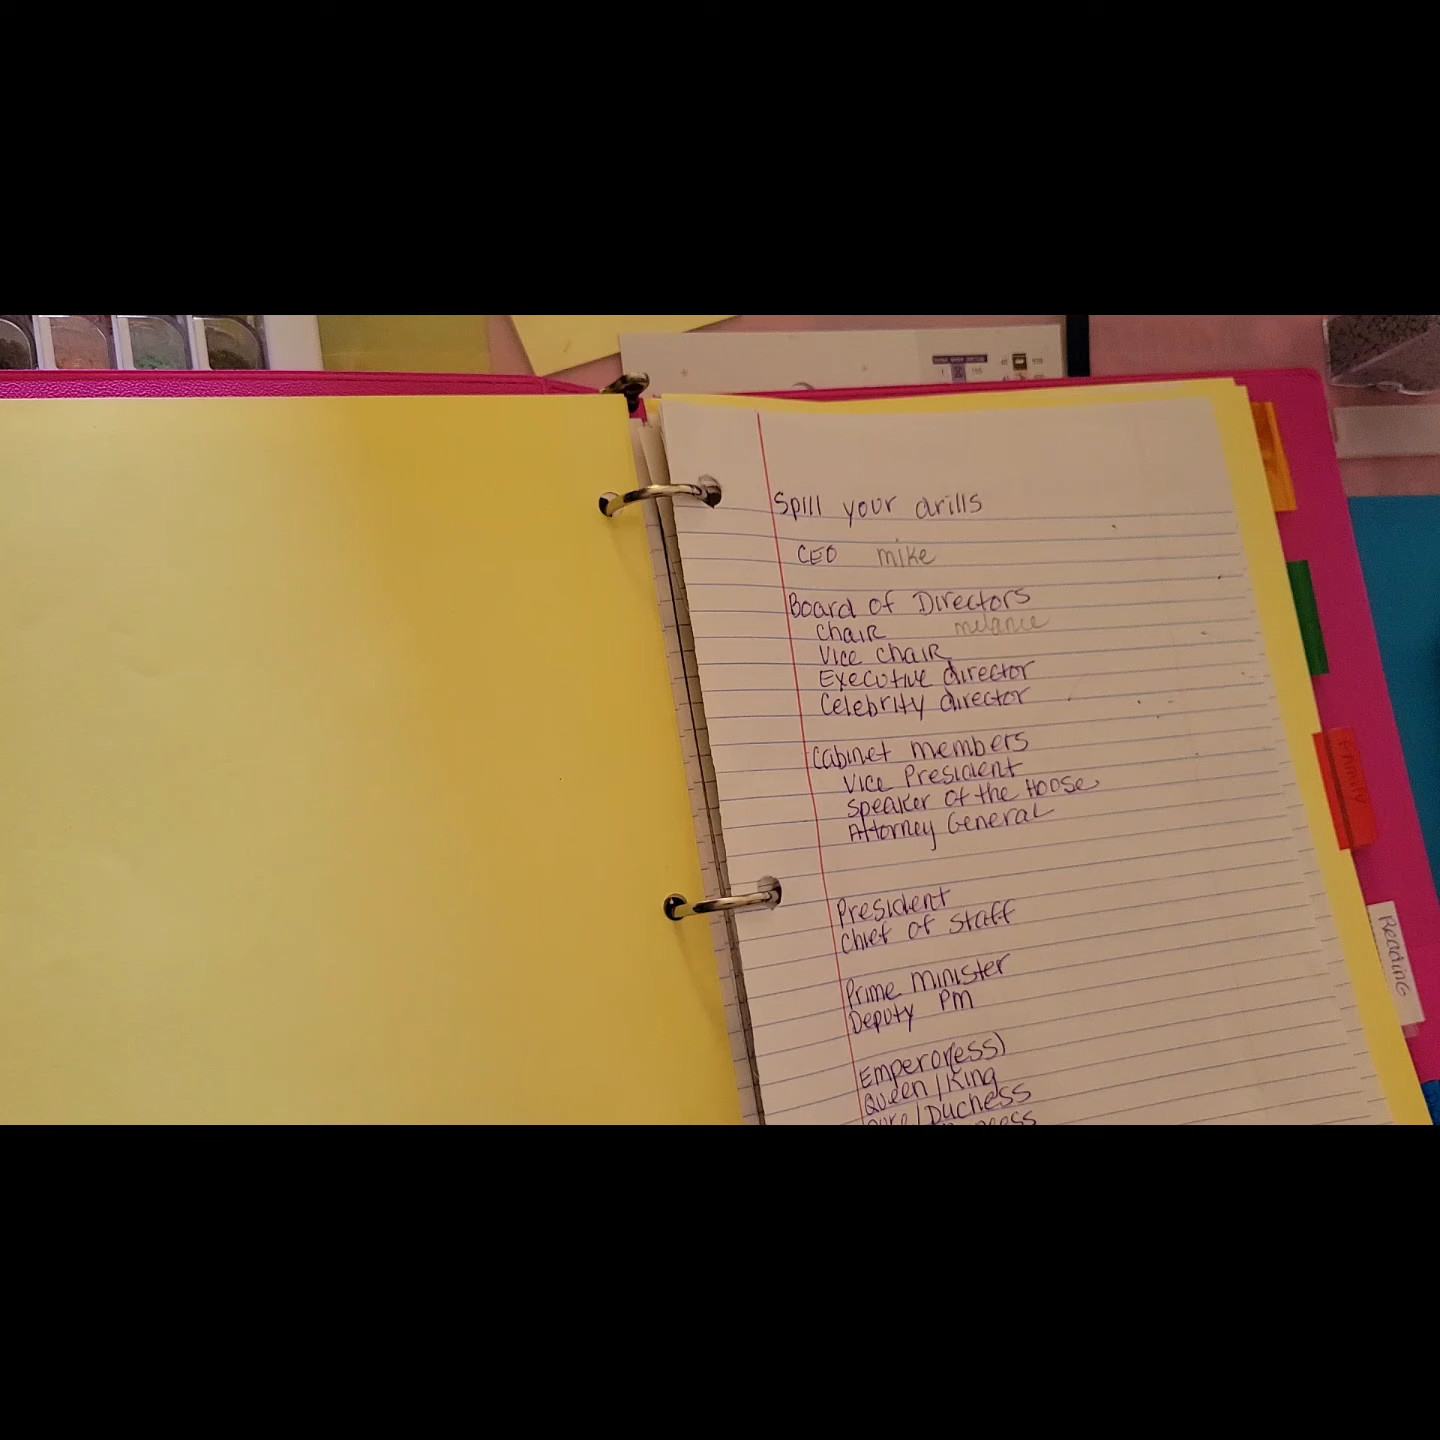 Spill your drills
CEO mike
Board of Directors
Chair melanie
Vice Chair
Executive director
Celebrity director
Cabinet members
Vice President
Speaker of the House
Attorney General
President
Chief of Staff
Prime Minister
Deputy PM
Emperor(ess)
Queen/King
Duke/Duchess
Family
Reading